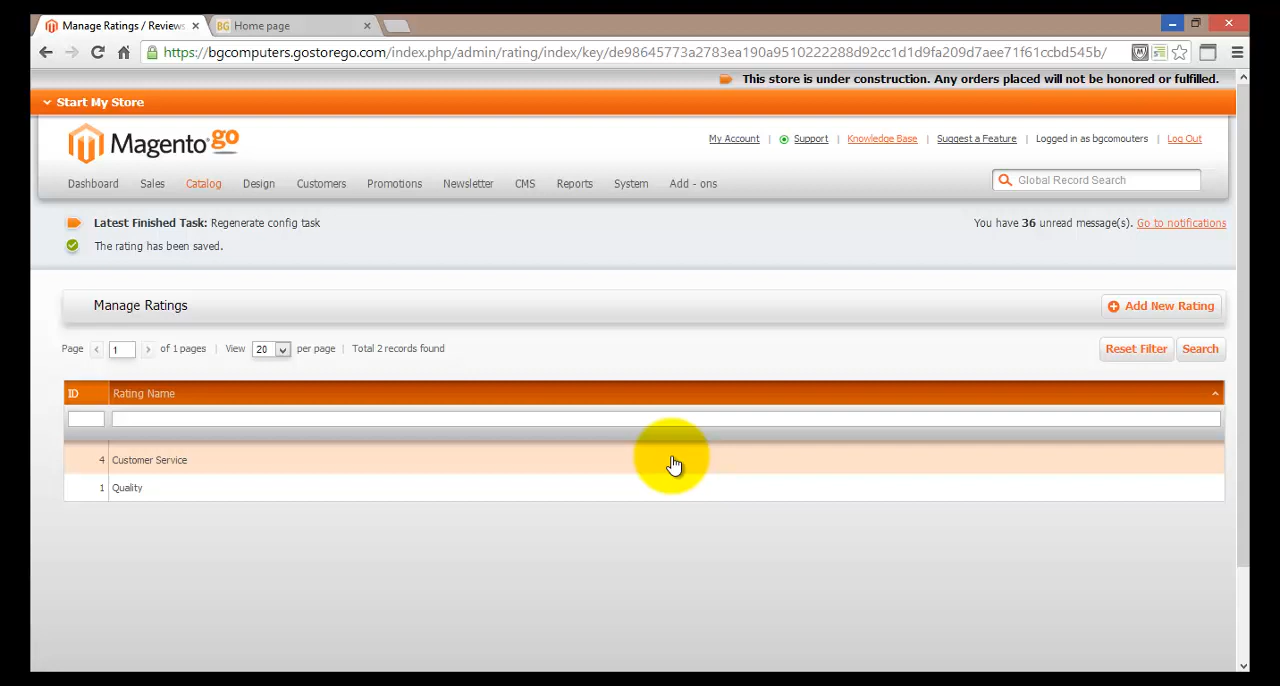 Manage Ratings / Reviews
BG Home page
https://bgcomputers.gostorego.com/index.php/admin/rating/index/key/de98645773a2783ea190a9510222288d92cc1d1d9fa209d7aee71f61ccbd545b/
This store is under construction. Any orders placed will not be honored or fulfilled.
Start My Store
Magento go
My Account | Support | Knowledge Base | Suggest a Feature | Logged in as bgcomouters | Log Out
Dashboard Sales Catalog Design Customers Promotions Newsletter CMS Reports System Add - ons
Global Record Search
Latest Finished Task: Regenerate config task
You have 36 unread message(s). Go to notifications
The rating has been saved.
Manage Ratings
Add New Rating
Page 1 of 1 pages | View 20 per page | Total 2 records found
Reset Filter Search
ID Rating Name
4 Customer Service
1 Quality